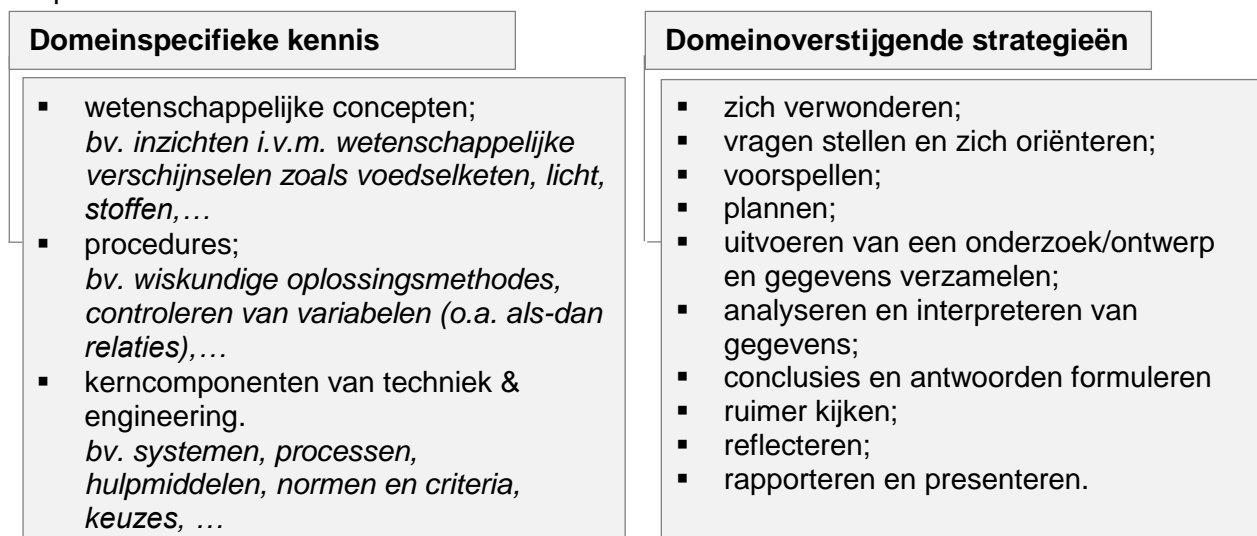 Domeinspecifieke kennis
▪ wetenschappelijke concepten;
bv. inzichten i.v.m. wetenschappelijke
verschijnselen zoals voedselketen, licht,
stoffen,…
▪ procedures;
bv. wiskundige oplossingsmethodes,
controleren van variabelen (o.a. als-dan
relaties),…
▪ kerncomponenten van techniek &
engineering.
bv. systemen, processen,
hulpmiddelen, normen en criteria,
keuzes, …
Domeinoverstijgende strategieën
▪ zich verwonderen;
▪ vragen stellen en zich oriënteren;
▪ voorspellen;
▪ plannen;
▪ uitvoeren van een onderzoek/ontwerp
en gegevens verzamelen;
▪ analyseren en interpreteren van
gegevens;
▪ conclusies en antwoorden formuleren
▪ ruimer kijken;
▪ reflecteren;
▪ rapporteren en presenteren.